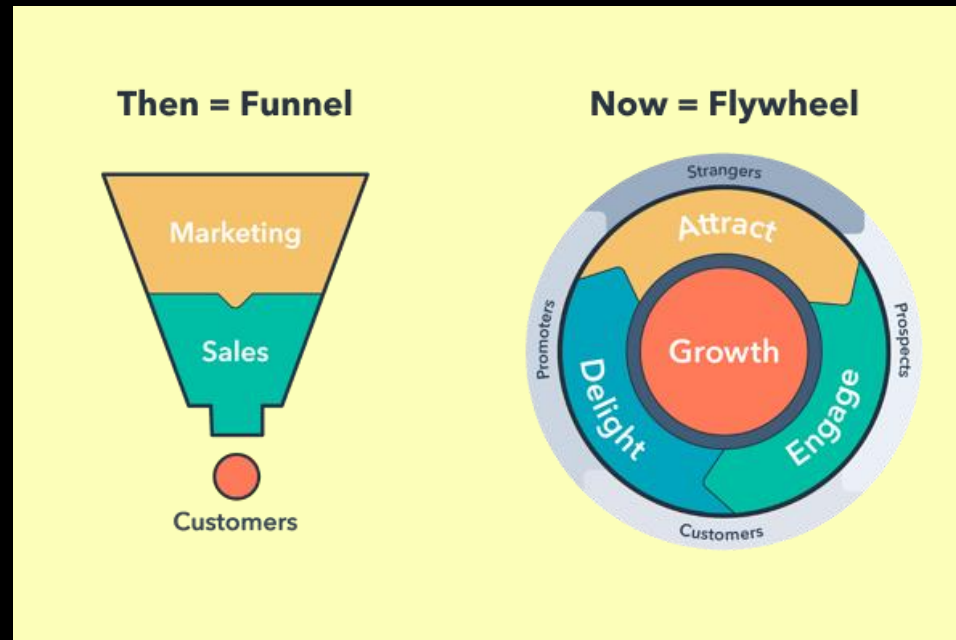 Then = Funnel
Marketing
Sales
Customers
Now = Flywheel
Strangers
Attract
Promoters
Prospects
Growth
Delight
Engage
Customers